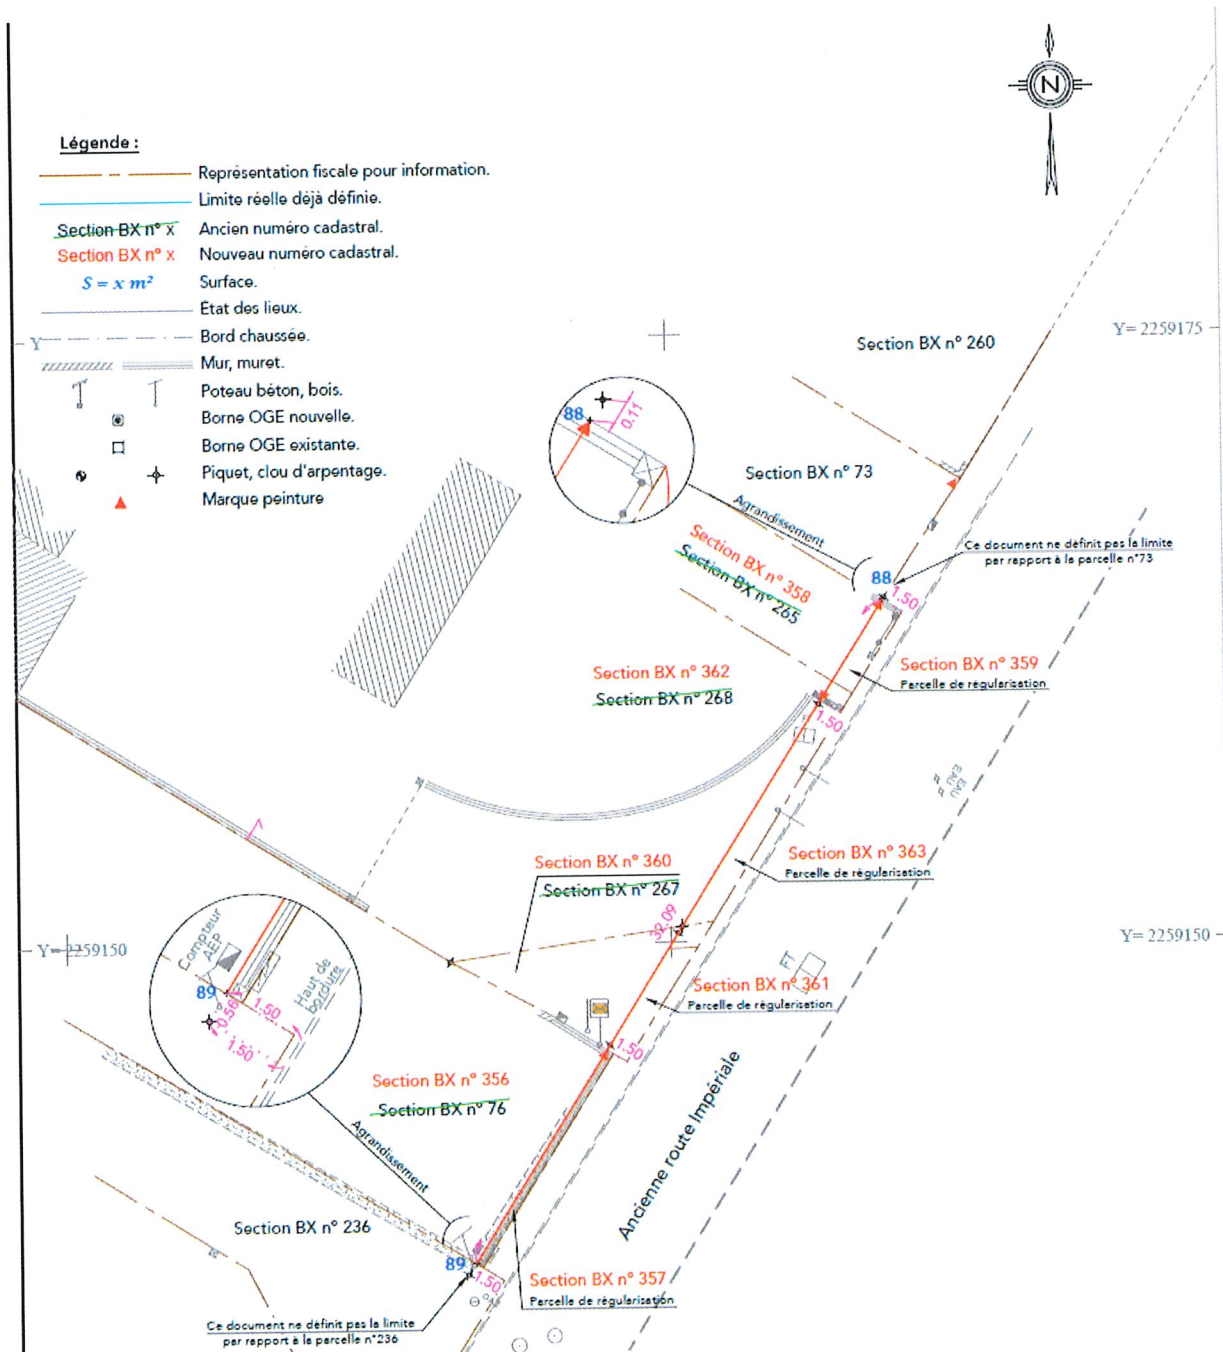 N
Légende :
Représentation fiscale pour information.
Limite réelle déjà définie.
Section BX n° x Ancien numéro cadastral.
Section BX n° x Nouveau numéro cadastral.
S = x m² Surface.
État des lieux.
Y Bord chaussée.
Mur, muret.
Poteau béton, bois.
Borne OGE nouvelle.
Borne OGE existante.
Piquet, clou d'arpentage.
Marque peinture
Y= 2259175
Section BX n° 260
88
0.11
Section BX n° 73
Agrandissement
Ce document ne définit pas la limite
par rapport à la parcelle n°73
Section BX n° 358
Section BX n° 265
88
1.50
Section BX n° 359
Parcelle de régularisation
Section BX n° 362
Section BX n° 268
1.50
EAU
EAU
Section BX n° 363
Parcelle de régularisation
Section BX n° 360
Section BX n° 267
32.09
Y= 2259150
Y= 2259150
Compteur
AEP
Haut de
bordure
89
0.56
1.50
1.50
FT
Section BX n° 361
Parcelle de régularisation
1.50
Section BX n° 356
Section BX n° 76
Agrandissement
Ancienne route Impériale
Section BX n° 236
89
1.50
Section BX n° 357
Parcelle de régularisation
Ce document ne définit pas la limite
par rapport à la parcelle n°236